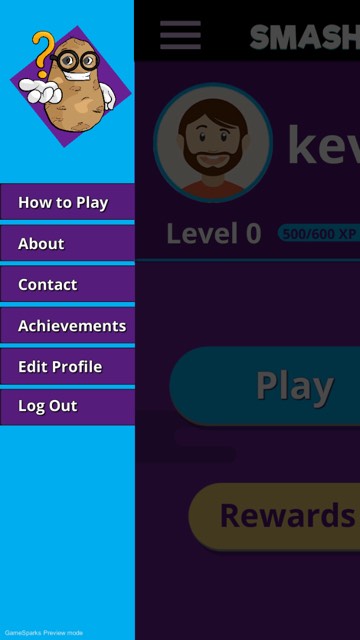 ?
How to Play
About
Contact
Achievements
Edit Profile
Log Out
GameSparks Preview mode
SMASH
kev
Level 0
500/600 XP
Play
Rewards